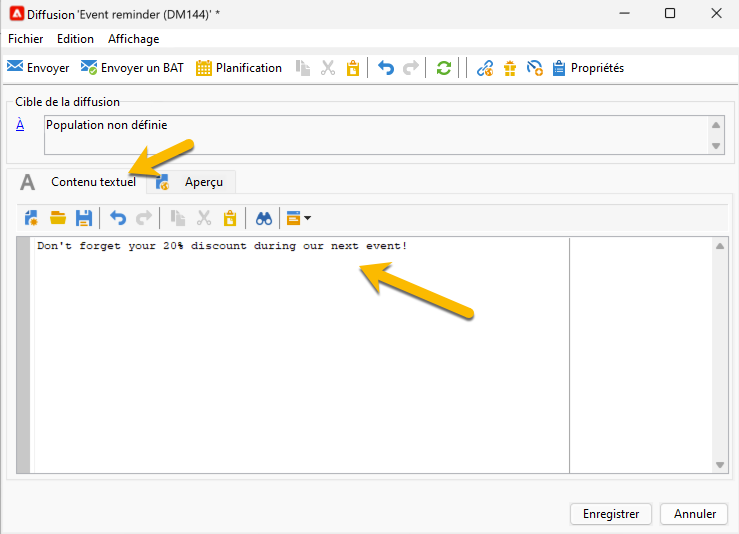 Diffusion 'Event reminder (DM144)' *
Fichier Edition Affichage
Envoyer Envoyer un BAT Planification Propriétés
Cible de la diffusion
À Population non définie
A Contenu textuel Aperçu
Don't forget your 20% discount during our next event!
Enregistrer Annuler